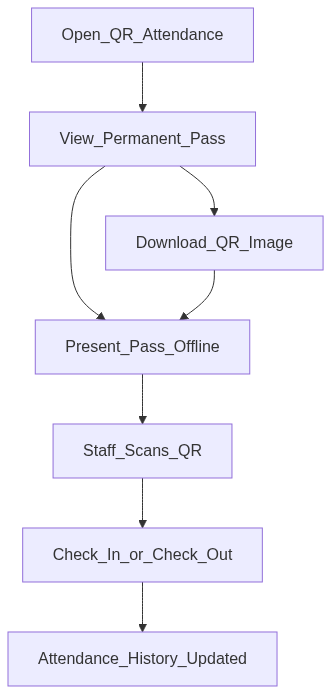 Open_QR_Attendance
View_Permanent_Pass
Download_QR_Image
Present_Pass_Offline
Staff_Scans_QR
Check_In_or_Check_Out
Attendance_History_Updated